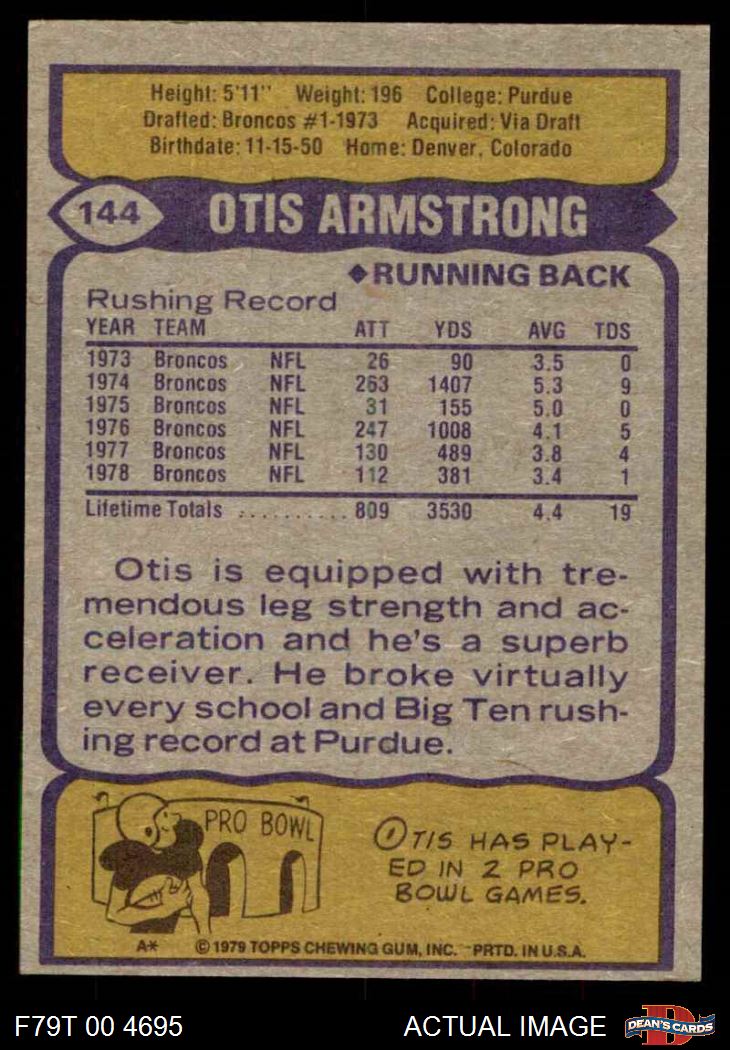 Height: 5'11" Weight: 196 College: Purdue
Drafted: Broncos #1-1973 Acquired: Via Draft
Birthdate: 11-15-50 Home: Denver, Colorado
144 OTIS ARMSTRONG
◆RUNNING BACK
Rushing Record
YEAR TEAM ATT YDS AVG TDS
1973 Broncos NFL 26 90 3.5 0
1974 Broncos NFL 263 1407 5.3 9
1975 Broncos NFL 31 155 5.0 0
1976 Broncos NFL 247 1008 4.1 5
1977 Broncos NFL 130 489 3.8 4
1978 Broncos NFL 112 381 3.4 1
Lifetime Totals .......... 809 3530 4.4 19
Otis is equipped with tre-
mendous leg strength and ac-
celeration and he's a superb
receiver. He broke virtually
every school and Big Ten rush-
ing record at Purdue.
PRO BOWL
OTIS HAS PLAY-
ED IN 2 PRO
BOWL GAMES.
A* © 1979 TOPPS CHEWING GUM, INC. PRTD. IN U.S.A.
F79T 00 4695 ACTUAL IMAGE D DEAN'S CARDS